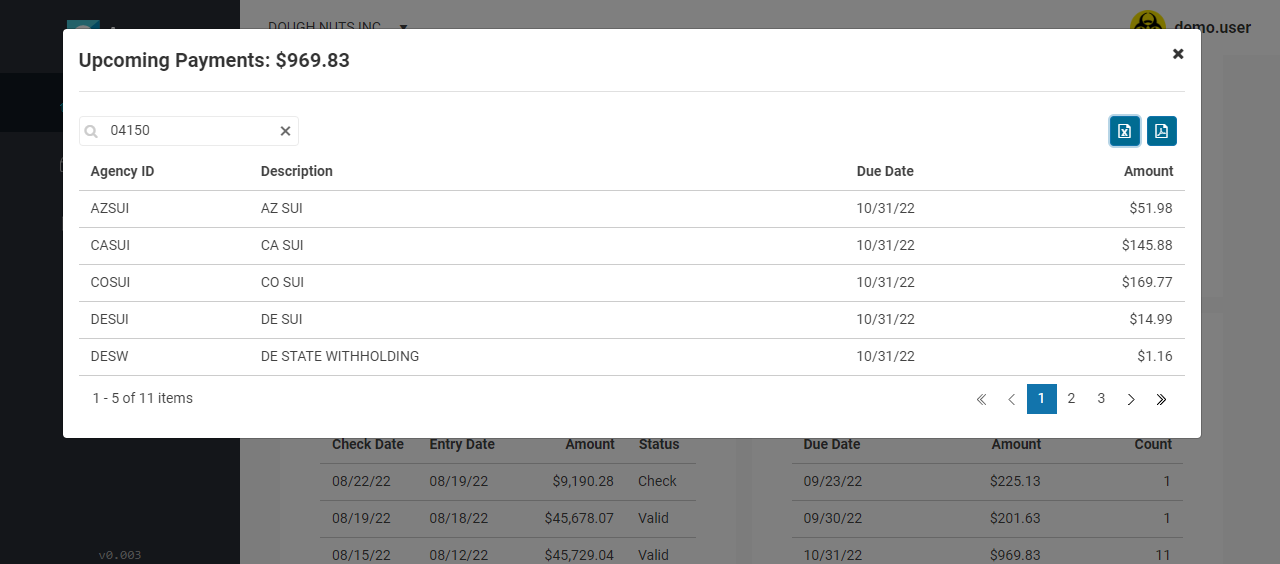 DOUGH NUTS INC
demo.user
Upcoming Payments: $969.83
04150
Agency ID Description Due Date Amount
AZSUI AZ SUI 10/31/22 $51.98
CASUI CA SUI 10/31/22 $145.88
COSUI CO SUI 10/31/22 $169.77
DESUI DE SUI 10/31/22 $14.99
DESW DE STATE WITHHOLDING 10/31/22 $1.16
1 - 5 of 11 items 1 2 3
Check Date Entry Date Amount Status
08/22/22 08/19/22 $9,190.28 Check
08/19/22 08/18/22 $45,678.07 Valid
08/15/22 08/12/22 $45,729.04 Valid
Due Date Amount Count
09/23/22 $225.13 1
09/30/22 $201.63 1
10/31/22 $969.83 11
v0.003